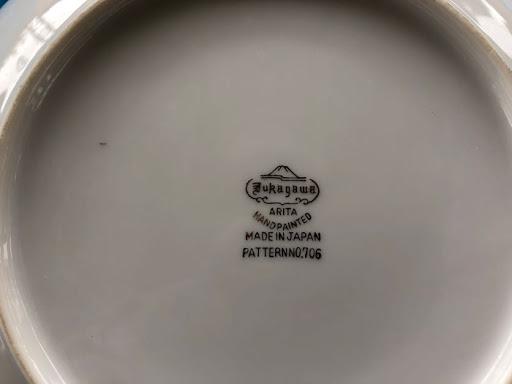 Fukagawa
ARITA
HANDPAINTED
MADE IN JAPAN
PATTERN NO.706